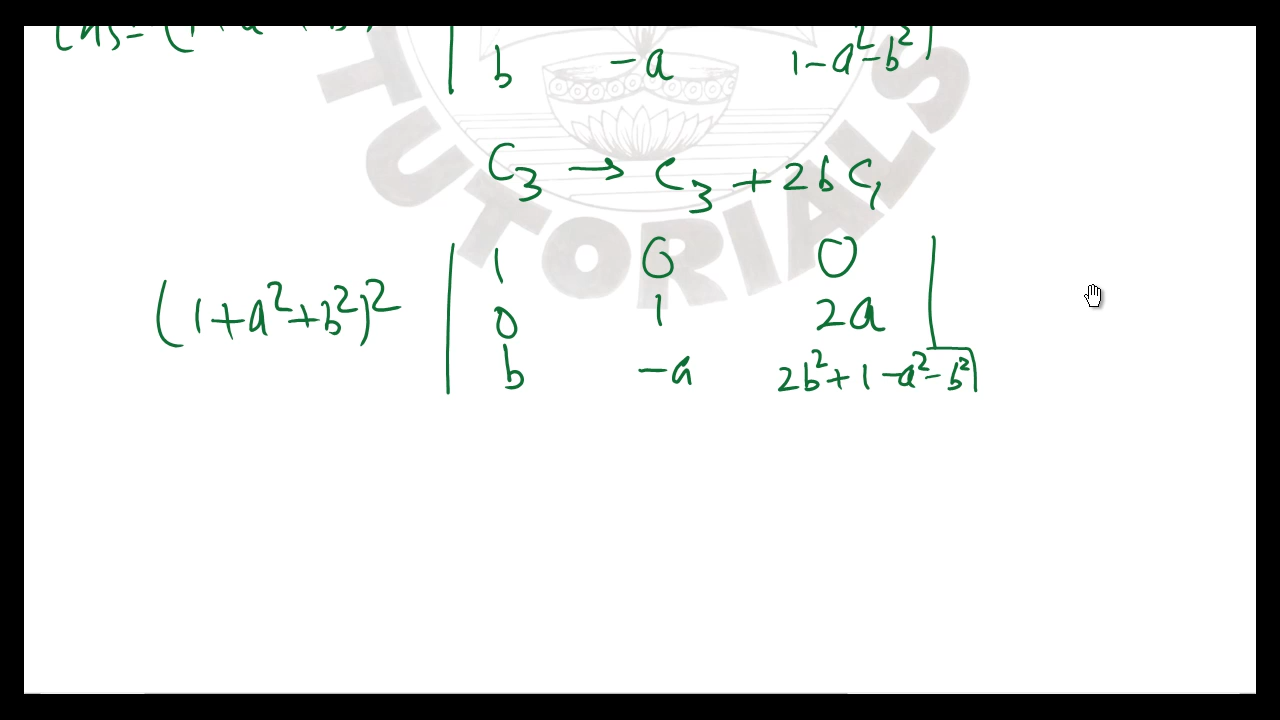 b -a 1-a²-b²
C₃ → C₃ + 2b C₁
1 0 0
(1+a²+b²)² 0 1 2a
b -a 2b²+1-a²-b²
TUTORIALS